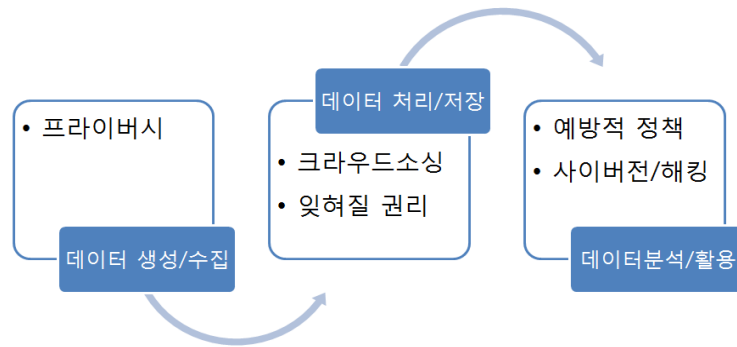 • 프라이버시
데이터 생성/수집
데이터 처리/저장
• 크라우드소싱
• 잊혀질 권리
• 예방적 정책
• 사이버전/해킹
데이터분석/활용